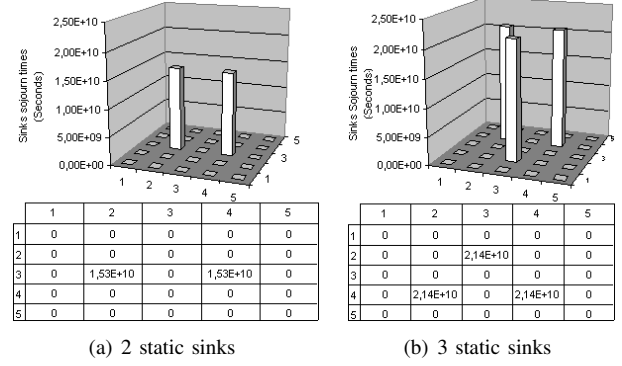 2,50E+10
2,00E+10
1,50E+10
1,00E+10
5,00E+09
0,00E+00
Sinks sojourn times
(Seconds)
1 2 3 4 5
1 3 5
1 2 3 4 5
1 0 0 0 0 0
2 0 0 0 0 0
3 0 1,53E+10 0 1,53E+10 0
4 0 0 0 0 0
5 0 0 0 0 0
(a) 2 static sinks
2,50E+10
2,00E+10
1,50E+10
1,00E+10
5,00E+09
0,00E+00
Sinks Sojourn times
(Seconds)
1 2 3 4 5
1 3 5
1 2 3 4 5
1 0 0 0 0 0
2 0 0 2,14E+10 0 0
3 0 0 0 0 0
4 0 2,14E+10 0 2,14E+10 0
5 0 0 0 0 0
(b) 3 static sinks